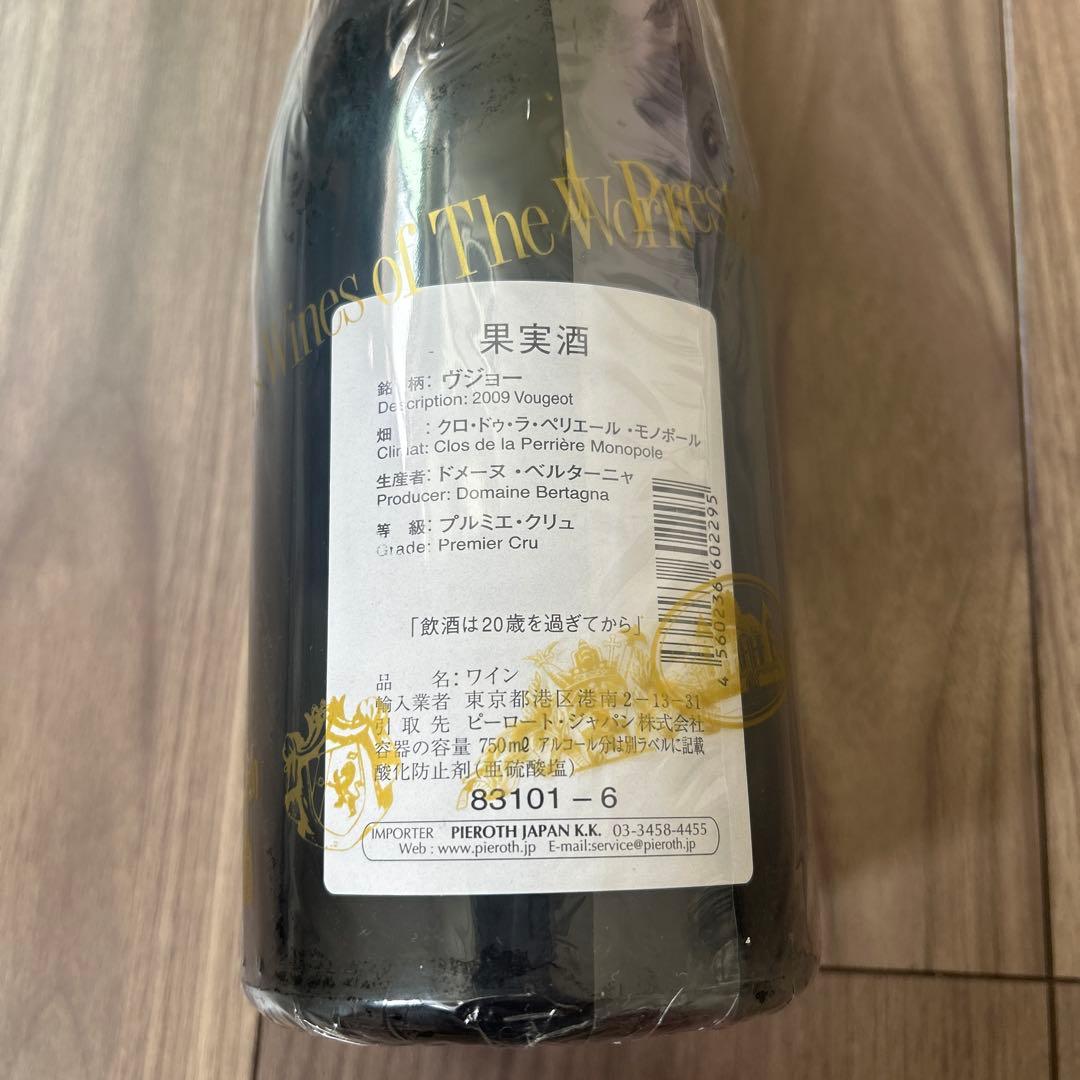 Wines of The World
果実酒
銘 柄: ヴジョー
Description: 2009 Vougeot
畑 : クロ・ドゥ・ラ・ペリエール・モノポール
Climat: Clos de la Perrière Monopole
生産者: ドメーヌ・ベルターニャ
Producer: Domaine Bertagna
等 級: プルミエ・クリュ
Grade: Premier Cru
「飲酒は20歳を過ぎてから」
4 560236 602295
品 名: ワイン
輸入業者 東京都港区港南2-13-31
引取先 ピーロート・ジャパン株式会社
容器の容量 750mℓ アルコール分は別ラベルに記載
酸化防止剤(亜硫酸塩)
83101-6
IMPORTER PIEROTH JAPAN K.K. 03-3458-4455
Web : www.pieroth.jp E-mail:service@pieroth.jp